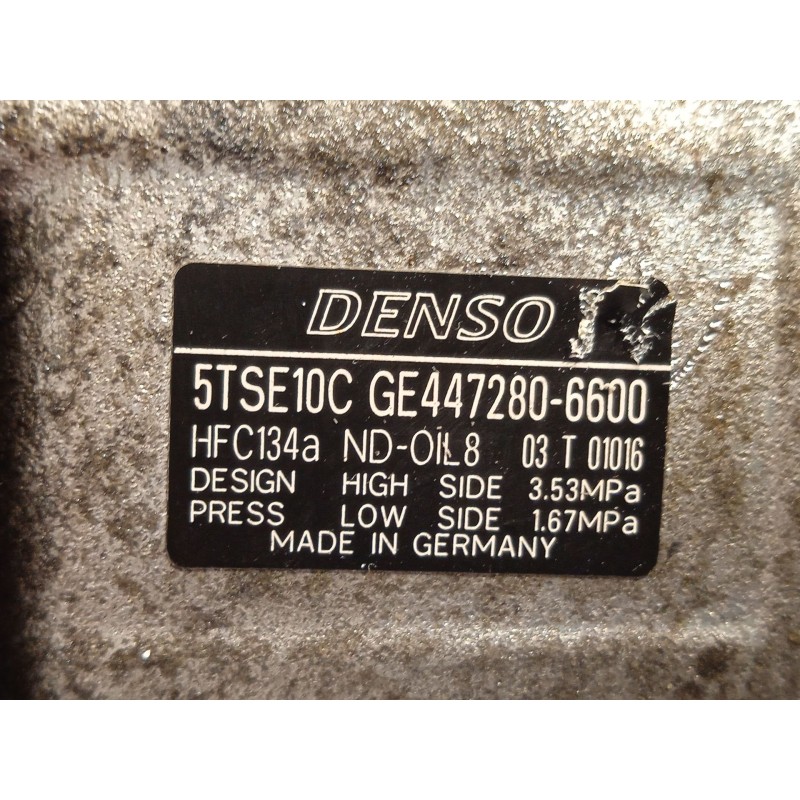 DENSO
5TSE10C GE447280-6600
HFC134a ND-OIL8 03 T 01016
DESIGN HIGH SIDE 3.53MPa
PRESS LOW SIDE 1.67MPa
MADE IN GERMANY